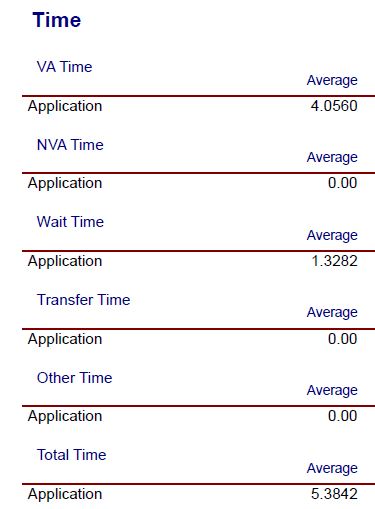 Time
VA Time
Average
Application 4.0560
NVA Time
Average
Application 0.00
Wait Time
Average
Application 1.3282
Transfer Time
Average
Application 0.00
Other Time
Average
Application 0.00
Total Time
Average
Application 5.3842